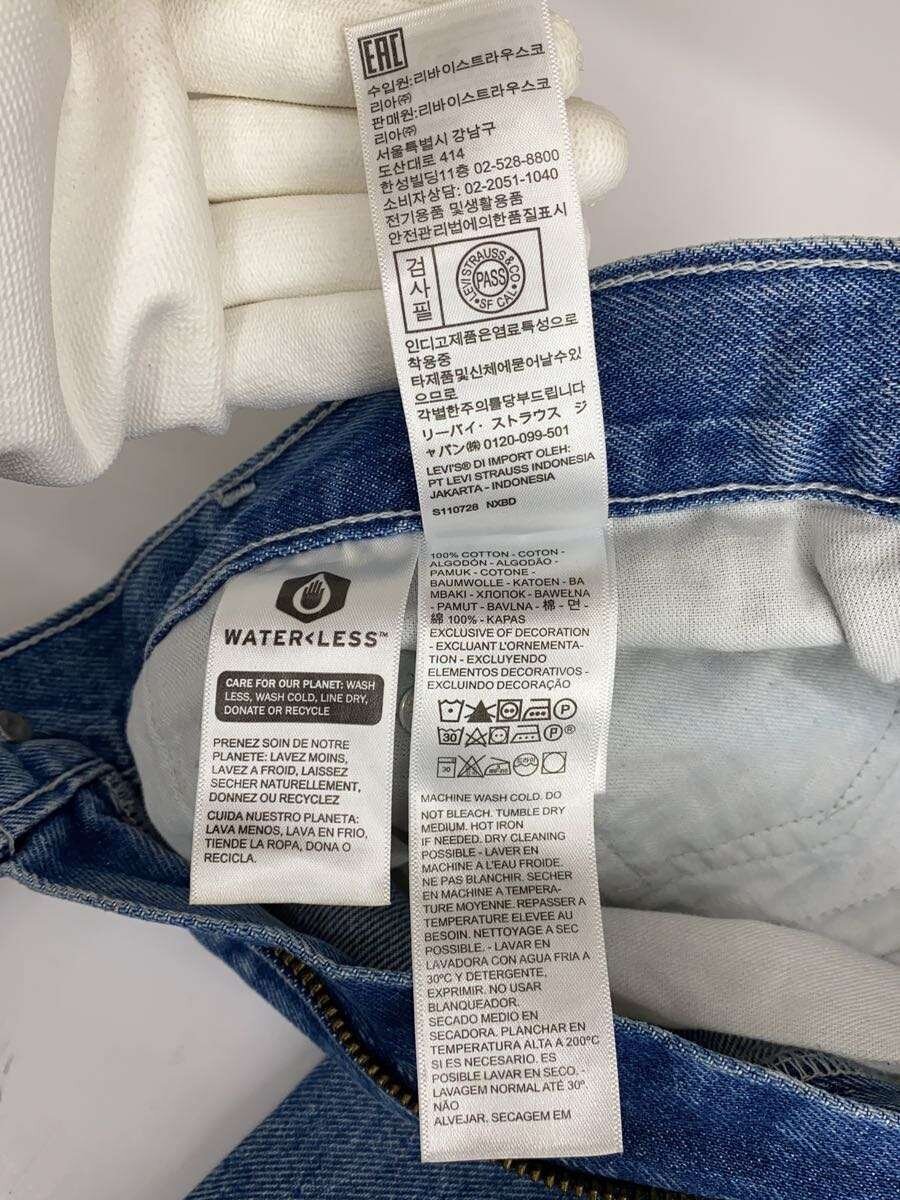 EAC
수입원:리바이스트라우스코
리아㈜
판매원:리바이스트라우스코
리아㈜
서울특별시 강남구
도산대로 414
한성빌딩11층 02-528-8800
소비자상담: 02-2051-1040
전기용품 및생활용품
안전관리법에의한품질표시
검
사
필
LEVI STRAUSS & CO
PASS
SF CAL
인디고제품은염료특성으로
착용중
타제품및신체에묻어날수있
으므로
각별한주의를당부드립니다
リーバイ・ストラウス ジ
ャパン㈱ 0120-099-501
LEVI'S® DI IMPORT OLEH:
PT LEVI STRAUSS INDONESIA
JAKARTA - INDONESIA
S110728 NXBD
100% COTTON - COTON -
ALGODÓN - ALGODÃO -
PAMUK - COTONE -
BAUMWOLLE - KATOEN - BA
MBAKI - ХЛОПОК - BAWEŁNA
- PAMUT - BAVLNA - 棉 - 면 -
綿 100% - KAPAS
EXCLUSIVE OF DECORATION
- EXCLUANT L'ORNEMENTA-
TION - EXCLUYENDO
ELEMENTOS DECORATIVOS -
EXCLUINDO DECORAÇÃO
P
30 P ®
30
MACHINE WASH COLD. DO
NOT BLEACH. TUMBLE DRY
MEDIUM. HOT IRON
IF NEEDED. DRY CLEANING
POSSIBLE - LAVER EN
MACHINE A L'EAU FROIDE.
NE PAS BLANCHIR. SECHER
EN MACHINE A TEMPERA-
TURE MOYENNE. REPASSER A
TEMPERATURE ELEVEE AU
BESOIN. NETTOYAGE A SEC
POSSIBLE. - LAVAR EN
LAVADORA CON AGUA FRIA A
30ºC Y DETERGENTE,
EXPRIMIR. NO USAR
BLANQUEADOR.
SECADO MEDIO EN
SECADORA. PLANCHAR EN
TEMPERATURA ALTA A 200ºC
SI ES NECESARIO. ES
POSIBLE LAVAR EN SECO. -
LAVAGEM NORMAL ATÉ 30º
NÃO
ALVEJAR. SECAGEM EM
WATER<LESS™
CARE FOR OUR PLANET: WASH
LESS, WASH COLD, LINE DRY,
DONATE OR RECYCLE
PRENEZ SOIN DE NOTRE
PLANETE: LAVEZ MOINS,
LAVEZ A FROID, LAISSEZ
SECHER NATURELLEMENT,
DONNEZ OU RECYCLEZ
CUIDA NUESTRO PLANETA:
LAVA MENOS, LAVA EN FRIO,
TIENDE LA ROPA, DONA O
RECICLA.